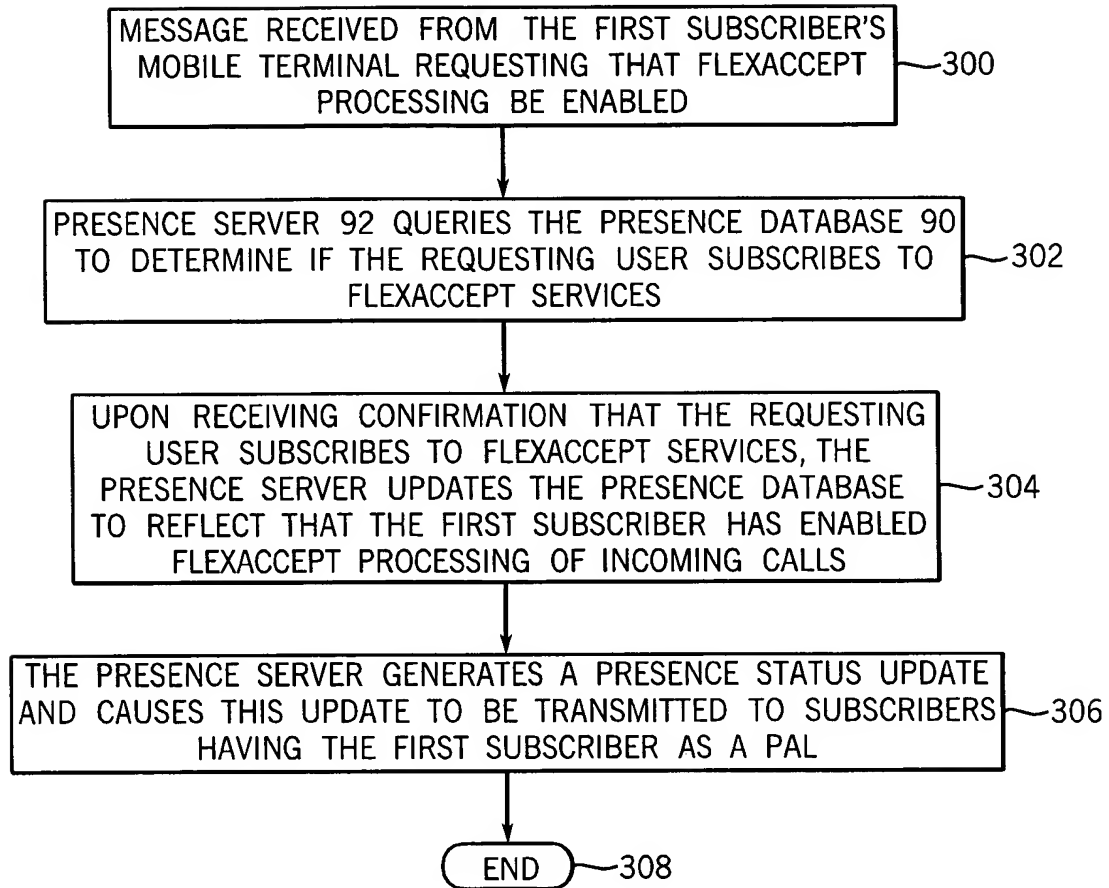 MESSAGE RECEIVED FROM THE FIRST SUBSCRIBER'S
MOBILE TERMINAL REQUESTING THAT FLEXACCEPT
PROCESSING BE ENABLED
300
PRESENCE SERVER 92 QUERIES THE PRESENCE DATABASE 90
TO DETERMINE IF THE REQUESTING USER SUBSCRIBES TO
FLEXACCEPT SERVICES
302
UPON RECEIVING CONFIRMATION THAT THE REQUESTING
USER SUBSCRIBES TO FLEXACCEPT SERVICES, THE
PRESENCE SERVER UPDATES THE PRESENCE DATABASE
TO REFLECT THAT THE FIRST SUBSCRIBER HAS ENABLED
FLEXACCEPT PROCESSING OF INCOMING CALLS
304
THE PRESENCE SERVER GENERATES A PRESENCE STATUS UPDATE
AND CAUSES THIS UPDATE TO BE TRANSMITTED TO SUBSCRIBERS
HAVING THE FIRST SUBSCRIBER AS A PAL
306
END
308